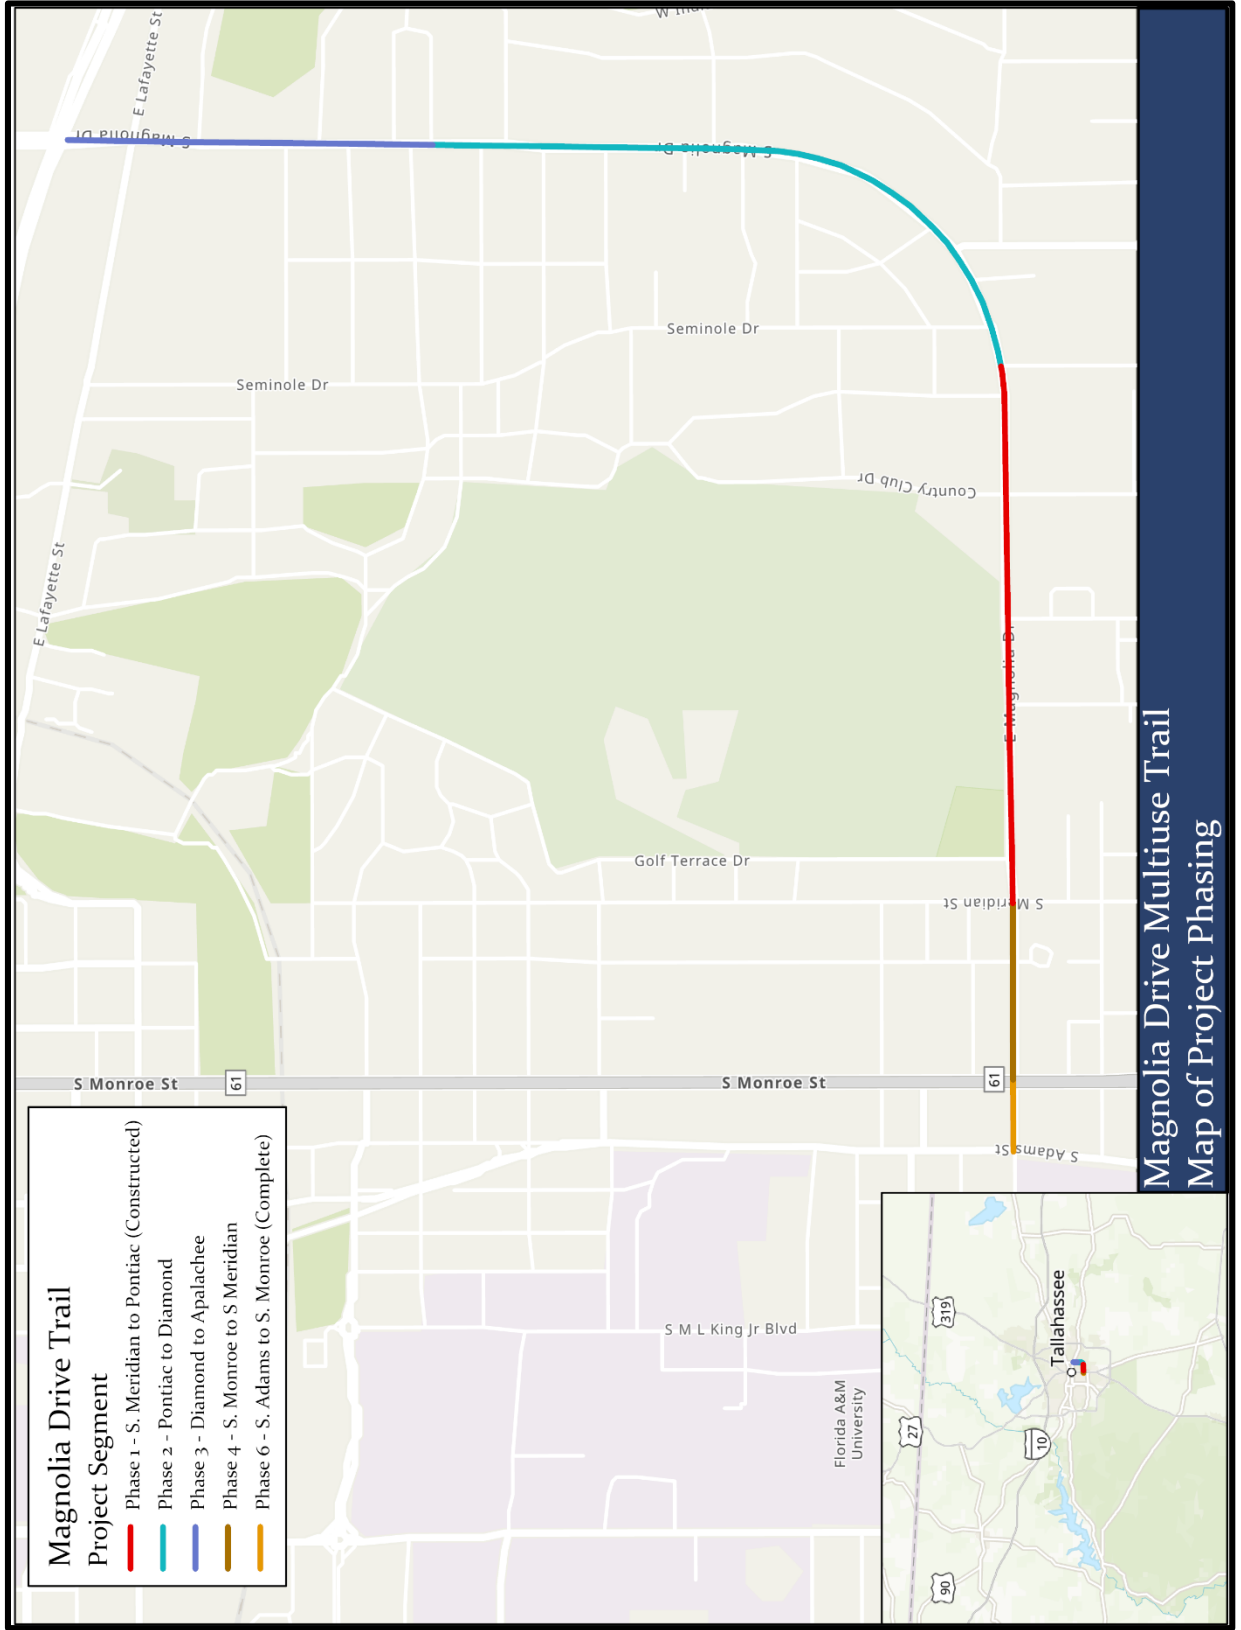 Magnolia Drive Trail
Project Segment
Phase 1 - S. Meridian to Pontiac (Constructed)
Phase 2 - Pontiac to Diamond
Phase 3 - Diamond to Apalachee
Phase 4 - S. Monroe to S Meridian
Phase 6 - S. Adams to S. Monroe (Complete)
E Lafayette St
S Magnolia Dr
S Magnolia Dr
Seminole Dr
Seminole Dr
Country Club Dr
E Lafayette St
E Magnolia Dr
Golf Terrace Dr
S Meridian St
S Monroe St
61
S Monroe St
61
S Adams St
S M L King Jr Blvd
Florida A&M
University
Tallahassee
319
27
10
90
Magnolia Drive Multiuse Trail
Map of Project Phasing